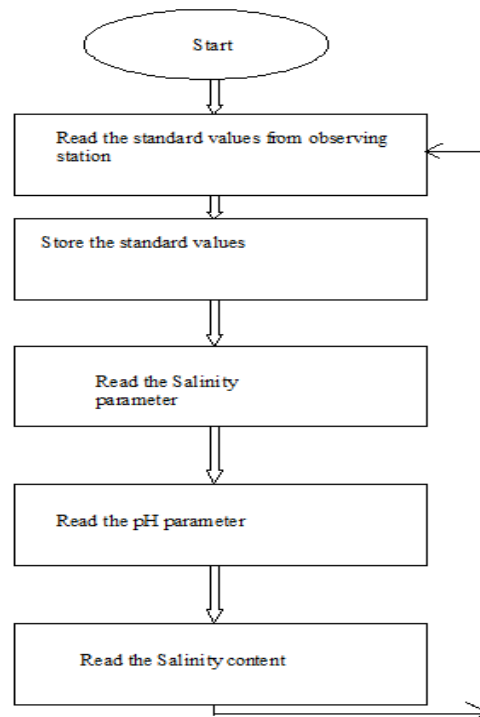 Start
Read the standard values from observing
station
Store the standard values
Read the Salinity
parameter
Read the pH parameter
Read the Salinity content